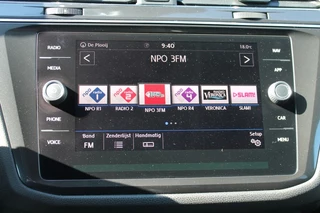 De Plooij 9:40 18.0°C
RADIO NAV
NPO 3FM
MEDIA APP
NPO R1 RADIO 2 NPO 3FM NPO R4 VERONICA SLAM!
PHONE CAR
Band Zenderlijst Handmatig Setup
FM
VOICE MENU